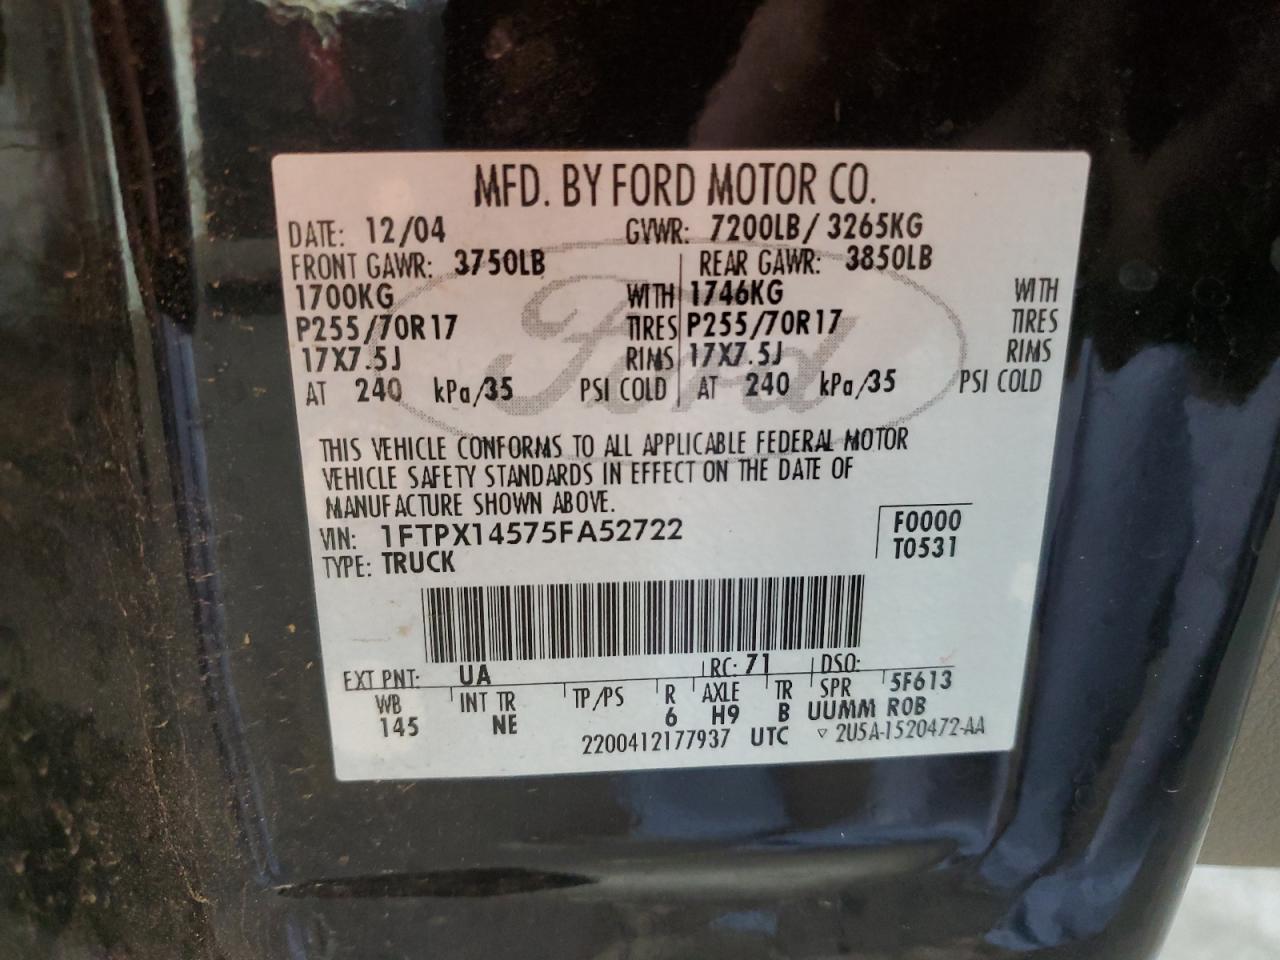 MFD. BY FORD MOTOR CO.
DATE: 12/04 GVWR: 7200LB/ 3265KG
FRONT GAWR: 3750LB REAR GAWR: 3850LB
1700KG WITH 1746KG WITH
P255/70R17 TIRES P255/70R17 TIRES
17X7.5J RIMS 17X7.5J RIMS
AT 240 kPa/35 PSI COLD AT 240 kPa/35 PSI COLD
Ford
THIS VEHICLE CONFORMS TO ALL APPLICABLE FEDERAL MOTOR
VEHICLE SAFETY STANDARDS IN EFFECT ON THE DATE OF
MANUFACTURE SHOWN ABOVE.
VIN: 1FTPX14575FA52722 F0000
TYPE: TRUCK T0531
EXT PNT: UA RC: 71 DSO:
WB INT TR TP/PS R AXLE TR SPR 5F613
145 NE 6 H9 B UUMM ROB
2200412177937 UTC ▽ 2U5A-1520472-AA